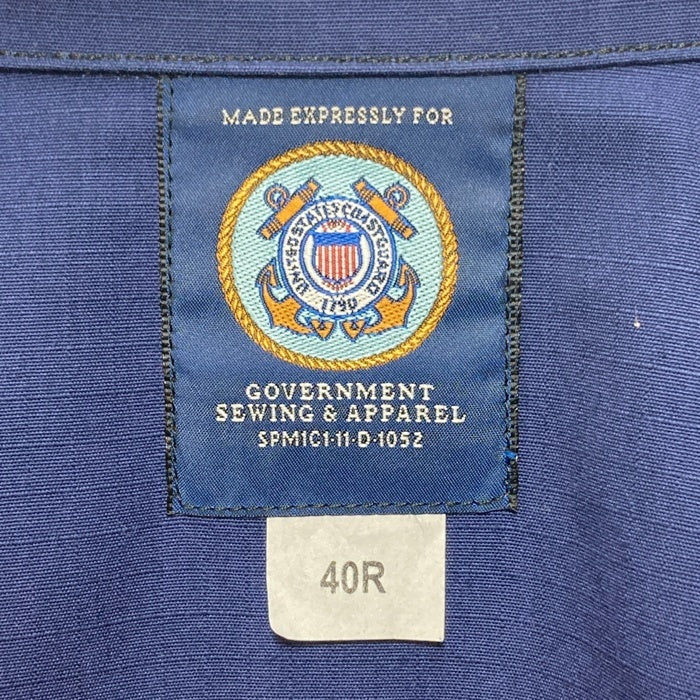 MADE EXPRESSLY FOR
UNITED STATES COAST GUARD
1790
GOVERNMENT
SEWING & APPAREL
SPM1C1-11-D-1052
40R